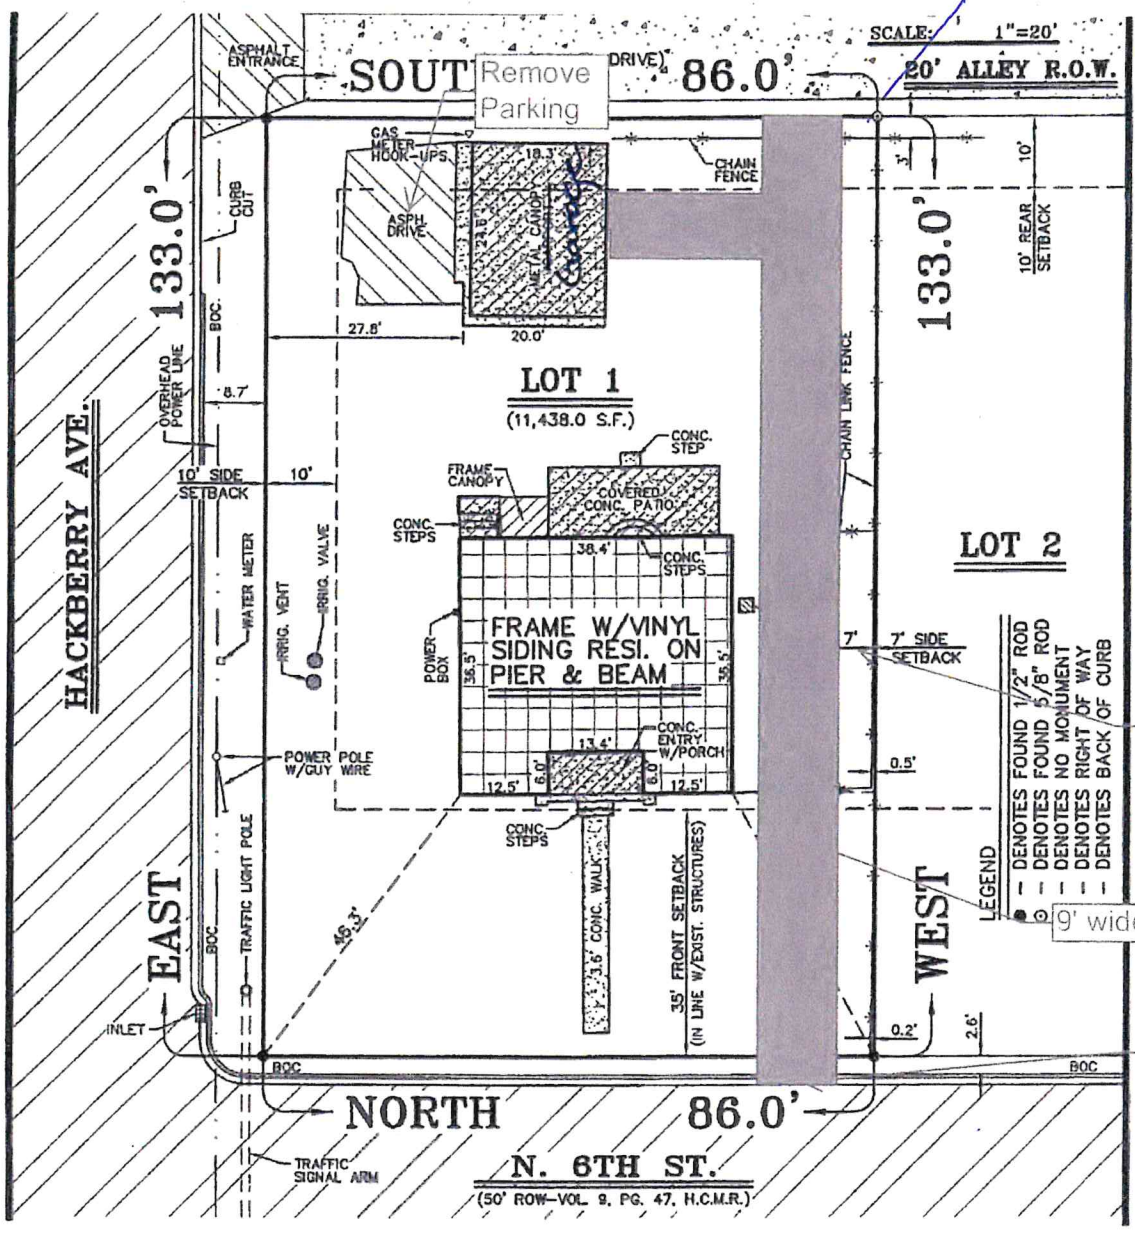 SCALE: 1"=20'
ASPHALT
ENTRANCE
DRIVE)
SOUT
Remove
Parking
86.0'
20' ALLEY R.O.W.
GAS
METER
HOOK-UPS
18.3'
CHAIN
FENCE
3'
10'
133.0'
CURB
CUT
ASPH.
DRIVE
24.6'
METAL CANOPY
Garage
133.0'
10' REAR
SETBACK
BOC
27.8'
20.0'
OVERHEAD
POWER LINE
8.7'
LOT 1
(11,438.0 S.F.)
CHAIN LINK FENCE
HACKBERRY AVE.
CONC.
STEP
FRAME
CANOPY
10' SIDE
SETBACK
10'
COVERED
CONC. PATIO
CONC.
STEPS
38.4'
CONC.
STEPS
LOT 2
WATER METER
IRRIG. VENT
IRRIG. VALVE
POWER
BOX
36.5'
FRAME W/VINYL
SIDING RESI. ON
PIER & BEAM
35.5'
7'
7' SIDE
SETBACK
LEGEND
DENOTES FOUND 1/2" ROD
DENOTES FOUND 5/8" ROD
DENOTES NO MONUMENT
DENOTES RIGHT OF WAY
DENOTES BACK OF CURB
CONC.
ENTRY
W/PORCH
13.4'
6.0'
6.0'
POWER POLE
W/GUY WIRE
12.5'
12.5'
0.5'
CONC.
STEPS
TRAFFIC LIGHT POLE
46.3'
3.6' CONC. WALK
35' FRONT SETBACK
(IN LINE W/EXIST. STRUCTURES)
9' wide
EAST
WEST
BOC
INLET
0.2'
2.6'
BOC
BOC
NORTH
86.0'
TRAFFIC
SIGNAL ARM
N. 6TH ST.
(50' ROW-VOL 9, PG. 47, H.C.M.R.)